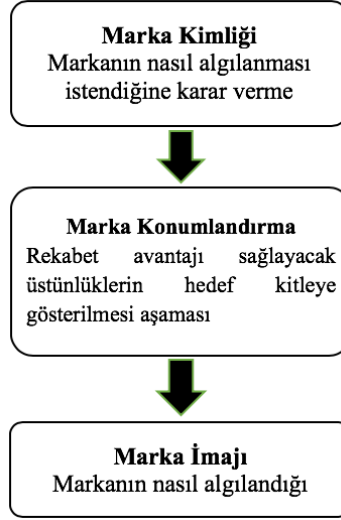 Marka Kimliği
Markanın nasıl algılanması
istendiğine karar verme
Marka Konumlandırma
Rekabet avantajı sağlayacak
üstünlüklerin hedef kitleye
gösterilmesi aşaması
Marka İmajı
Markanın nasıl algılandığı